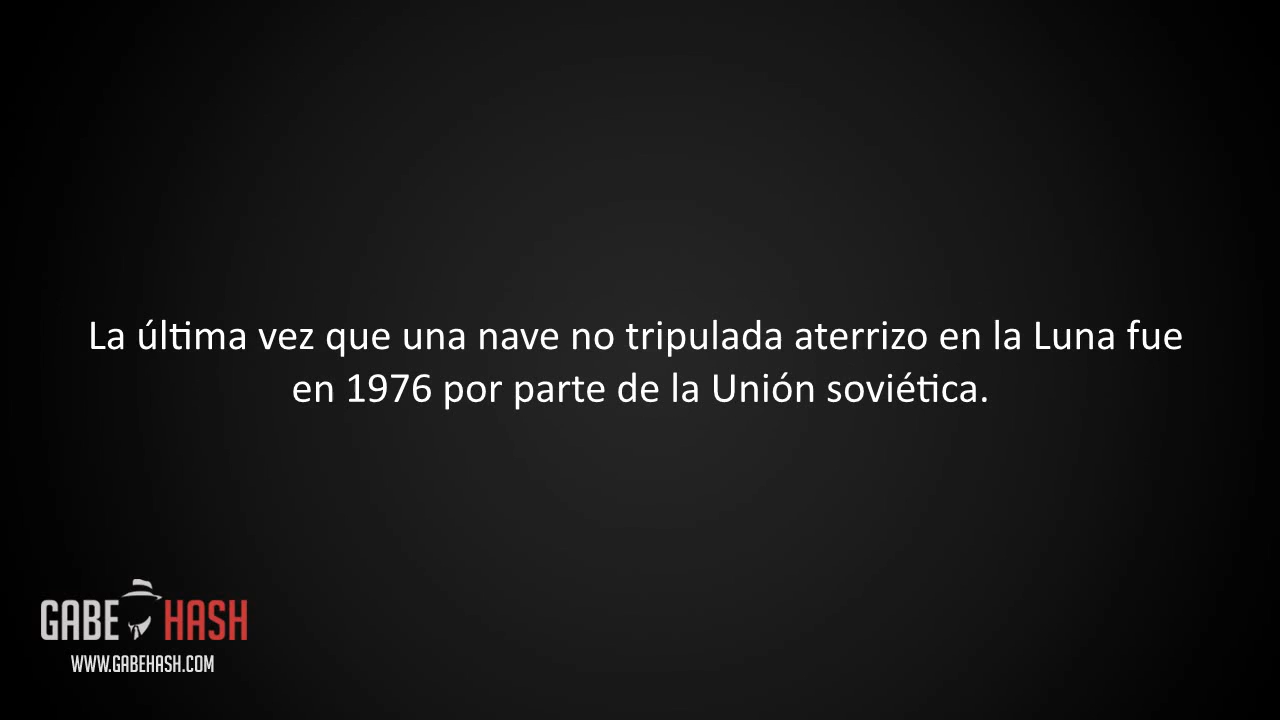 La última vez que una nave no tripulada aterrizo en la Luna fue
en 1976 por parte de la Unión soviética.
GABE HASH
WWW.GABEHASH.COM